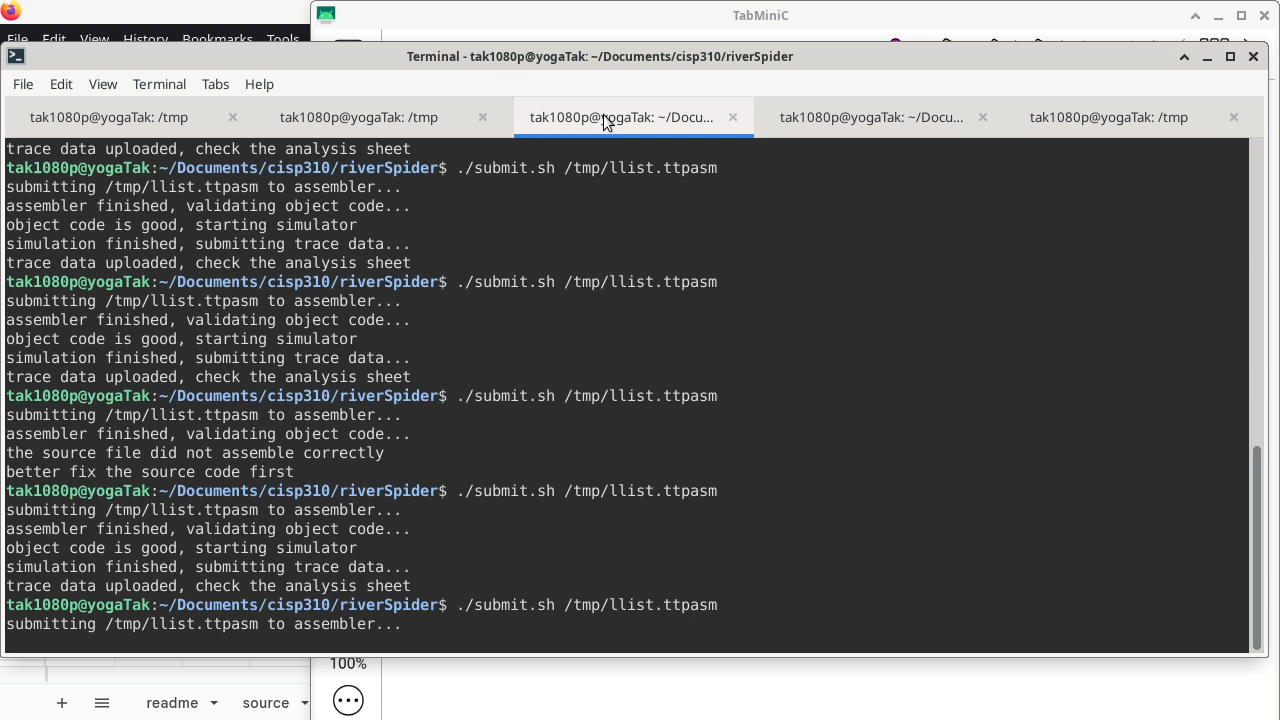 TabMiniC
File Edit View History Bookmarks Tools
Terminal - tak1080p@yogaTak: ~/Documents/cisp310/riverSpider
File Edit View Terminal Tabs Help
tak1080p@yogaTak: /tmp tak1080p@yogaTak: /tmp tak1080p@yogaTak: ~/Docu... tak1080p@yogaTak: ~/Docu... tak1080p@yogaTak: /tmp
trace data uploaded, check the analysis sheet
tak1080p@yogaTak:~/Documents/cisp310/riverSpider$ ./submit.sh /tmp/llist.ttpasm
submitting /tmp/llist.ttpasm to assembler...
assembler finished, validating object code...
object code is good, starting simulator
simulation finished, submitting trace data...
trace data uploaded, check the analysis sheet
tak1080p@yogaTak:~/Documents/cisp310/riverSpider$ ./submit.sh /tmp/llist.ttpasm
submitting /tmp/llist.ttpasm to assembler...
assembler finished, validating object code...
object code is good, starting simulator
simulation finished, submitting trace data...
trace data uploaded, check the analysis sheet
tak1080p@yogaTak:~/Documents/cisp310/riverSpider$ ./submit.sh /tmp/llist.ttpasm
submitting /tmp/llist.ttpasm to assembler...
assembler finished, validating object code...
the source file did not assemble correctly
better fix the source code first
tak1080p@yogaTak:~/Documents/cisp310/riverSpider$ ./submit.sh /tmp/llist.ttpasm
submitting /tmp/llist.ttpasm to assembler...
assembler finished, validating object code...
object code is good, starting simulator
simulation finished, submitting trace data...
trace data uploaded, check the analysis sheet
tak1080p@yogaTak:~/Documents/cisp310/riverSpider$ ./submit.sh /tmp/llist.ttpasm
submitting /tmp/llist.ttpasm to assembler...
100%
readme source